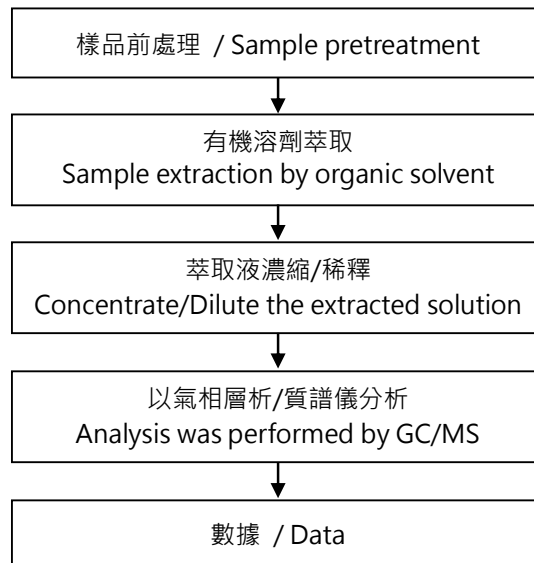 樣品前處理 / Sample pretreatment
有機溶劑萃取
Sample extraction by organic solvent
萃取液濃縮/稀釋
Concentrate/Dilute the extracted solution
以氣相層析/質譜儀分析
Analysis was performed by GC/MS
數據 / Data